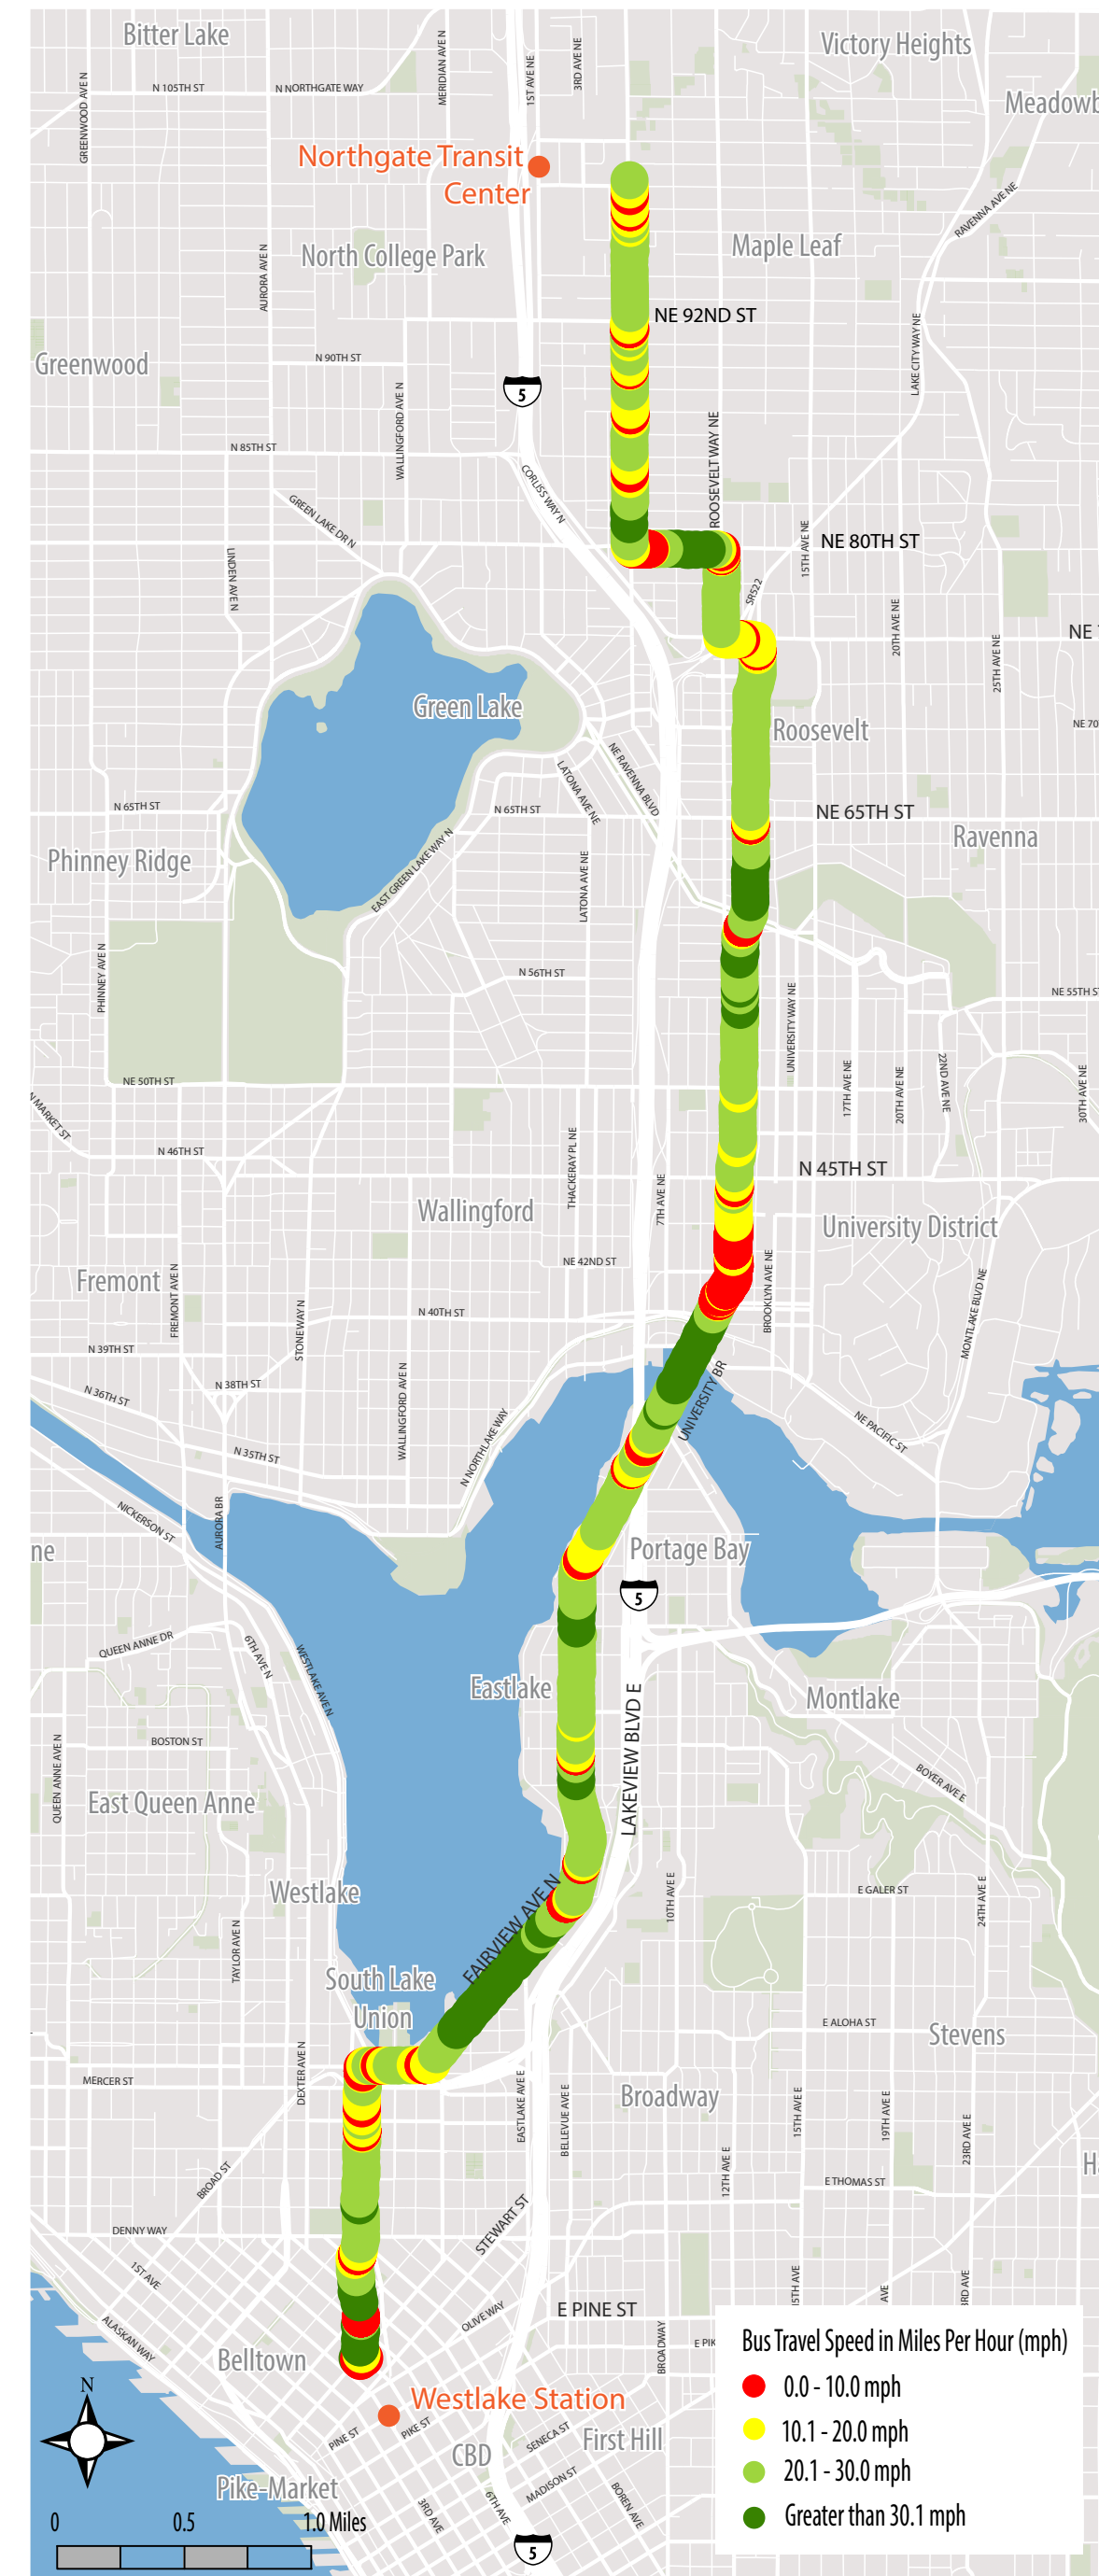 Bitter Lake
Victory Heights
MERIDIAN AVE N
1ST AVE NE
3RD AVE NE
GREENWOOD AVE N
N 105TH ST
N NORTHGATE WAY
Meadowb
Northgate Transit
Center
RAVENNA AVE NE
North College Park
Maple Leaf
AURORA AVE N
NE 92ND ST
LAKE CITY WAY NE
Greenwood
N 90TH ST
5
WALLINGFORD AVE N
ROOSEVELT WAY NE
N 85TH ST
CORLISS WAY N
GREEN LAKE DR N
15TH AVE NE
NE 80TH ST
LINDEN AVE N
SR522
20TH AVE NE
25TH AVE NE
NE
Green Lake
Roosevelt
NE 70
NE RAVENNA BLVD
LATONA AVE NE
N 65TH ST
N 65TH ST
NE 65TH ST
Ravenna
Phinney Ridge
EAST GREEN LAKE WAY N
LATONA AVE NE
PHINNEY AVE N
N 56TH ST
UNIVERSITY WAY NE
NE 55TH S
NE 50TH ST
17TH AVE NE
20TH AVE NE
22ND AVE NE
30TH AVE NE
N MARKET ST
N 46TH ST
THACKERAY PL NE
7TH AVE NE
N 45TH ST
Wallingford
University District
NE 42ND ST
BROOKLYN AVE NE
MONTLAKE BLVD NE
Fremont
FREMONT AVE N
STONE WAY N
N 40TH ST
N 39TH ST
N 38TH ST
N 36TH ST
WALLINGFORD AVE N
UNIVERSITY BR
N NORTHLAKE WAY
NE PACIFIC ST
N 35TH ST
NICKERSON ST
AURORA BR
ne
Portage Bay
5
QUEEN ANNE DR
6TH AVE N
WESTLAKE AVE N
Eastlake
LAKEVIEW BLVD E
Montlake
QUEEN ANNE AVE N
BOSTON ST
BOYER AVE E
East Queen Anne
Westlake
FAIRVIEW AVE N
10TH AVE E
E GALER ST
24TH AVE E
TAYLOR AVE N
South Lake
Union
E ALOHA ST
Stevens
DEXTER AVE N
MERCER ST
EASTLAKE AVE E
BELLEVUE AVE E
Broadway
15TH AVE E
19TH AVE E
23RD AVE E
12TH AVE E
Ha
BROAD ST
E THOMAS ST
STEWART ST
DENNY WAY
1ST AVE
15TH AVE
AVE
3RD AVE
ALASKAN WAY
OLIVE WAY
E PINE ST
BROADWAY
E PIK
Belltown
N
Westlake Station
PINE ST
PIKE ST
CBD
SENECA ST
First Hill
MADISON ST
Pike-Market
3RD AVE
6TH AVE
BOREN AVE
5
0 0.5 1.0 Miles
Bus Travel Speed in Miles Per Hour (mph)
0.0 - 10.0 mph
10.1 - 20.0 mph
20.1 - 30.0 mph
Greater than 30.1 mph